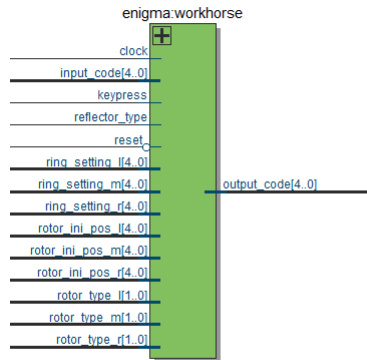 enigma:workhorse
clock
input_code[4..0]
keypress
reflector_type
reset
ring_setting_l[4..0]
ring_setting_m[4..0]
output_code[4..0]
ring_setting_r[4..0]
rotor_ini_pos_l[4..0]
rotor_ini_pos_m[4..0]
rotor_ini_pos_r[4..0]
rotor_type_l[1..0]
rotor_type_m[1..0]
rotor_type_r[1..0]